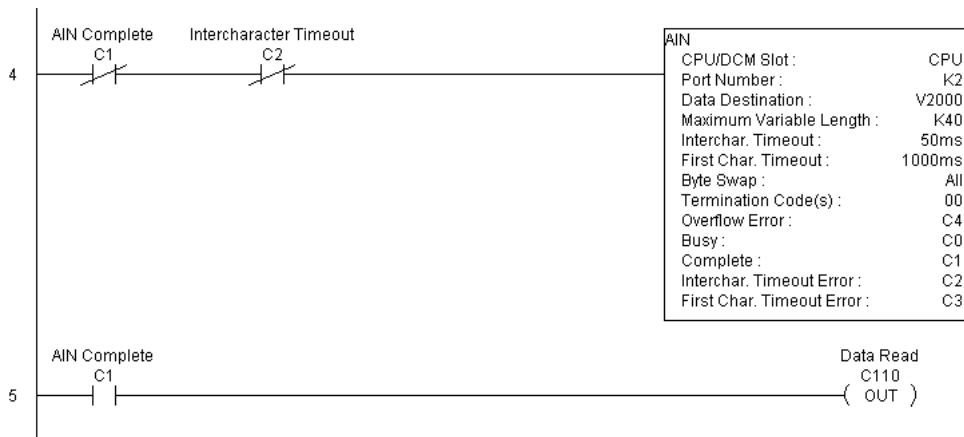 AIN Complete Intercharacter Timeout
C1 C2
4
AIN
CPU/DCM Slot : CPU
Port Number : K2
Data Destination : V2000
Maximum Variable Length : K40
Interchar. Timeout : 50ms
First Char. Timeout : 1000ms
Byte Swap : All
Termination Code(s) : 00
Overflow Error : C4
Busy : C0
Complete : C1
Interchar. Timeout Error : C2
First Char. Timeout Error : C3
AIN Complete Data Read
C1 C110
5 ( OUT )